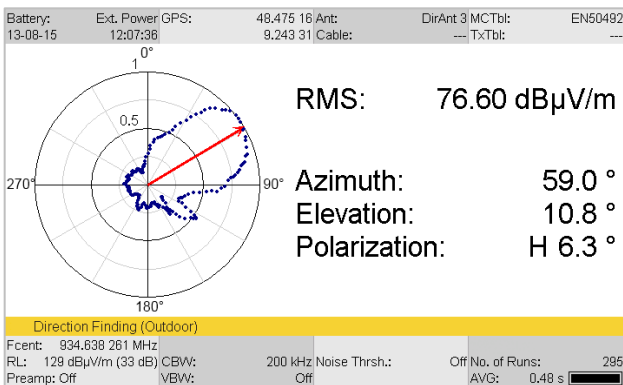 Battery: Ext. Power GPS: 48.475 16 Ant: DirAnt 3 MCTbl: EN50492
13-08-15 12:07:36 9.243 31 Cable: --- TxTbl: ---
0°
1
0.5
270°
90°
180°
RMS: 76.60 dBµV/m
Azimuth: 59.0 °
Elevation: 10.8 °
Polarization: H 6.3 °
Direction Finding (Outdoor)
Fcent: 934.638 261 MHz
RL: 129 dBµV/m (33 dB) CBW: 200 kHz Noise Thrsh.: Off No. of Runs: 295
Preamp: Off VBW: Off AVG: 0.48 s